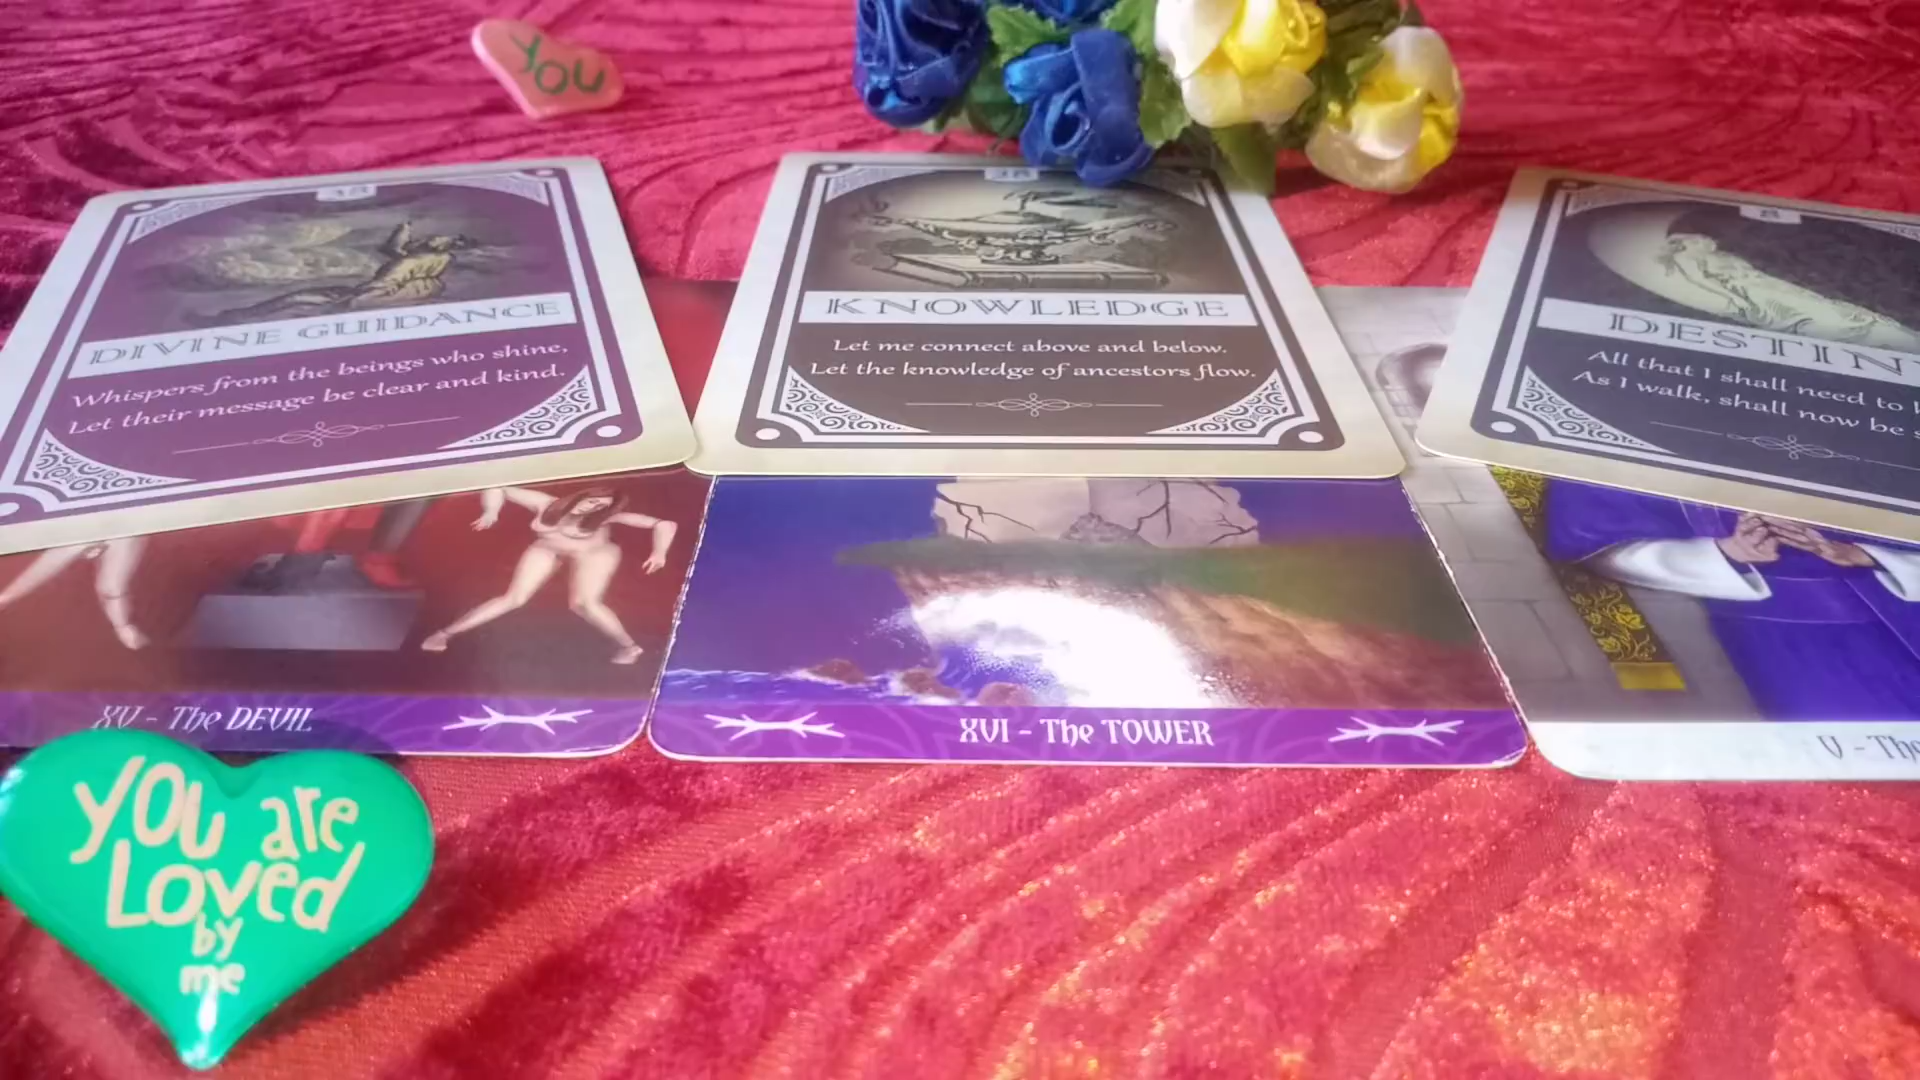 YOU
DIVINE GUIDANCE
Whispers from the beings who shine,
Let their message be clear and kind.
KNOWLEDGE
Let me connect above and below.
Let the knowledge of ancestors flow.
8
DESTIN
All that I shall need to
As I walk, shall now be
XV - The DEVIL
XVI - The TOWER
V - The
YOU are
Loved
by
me